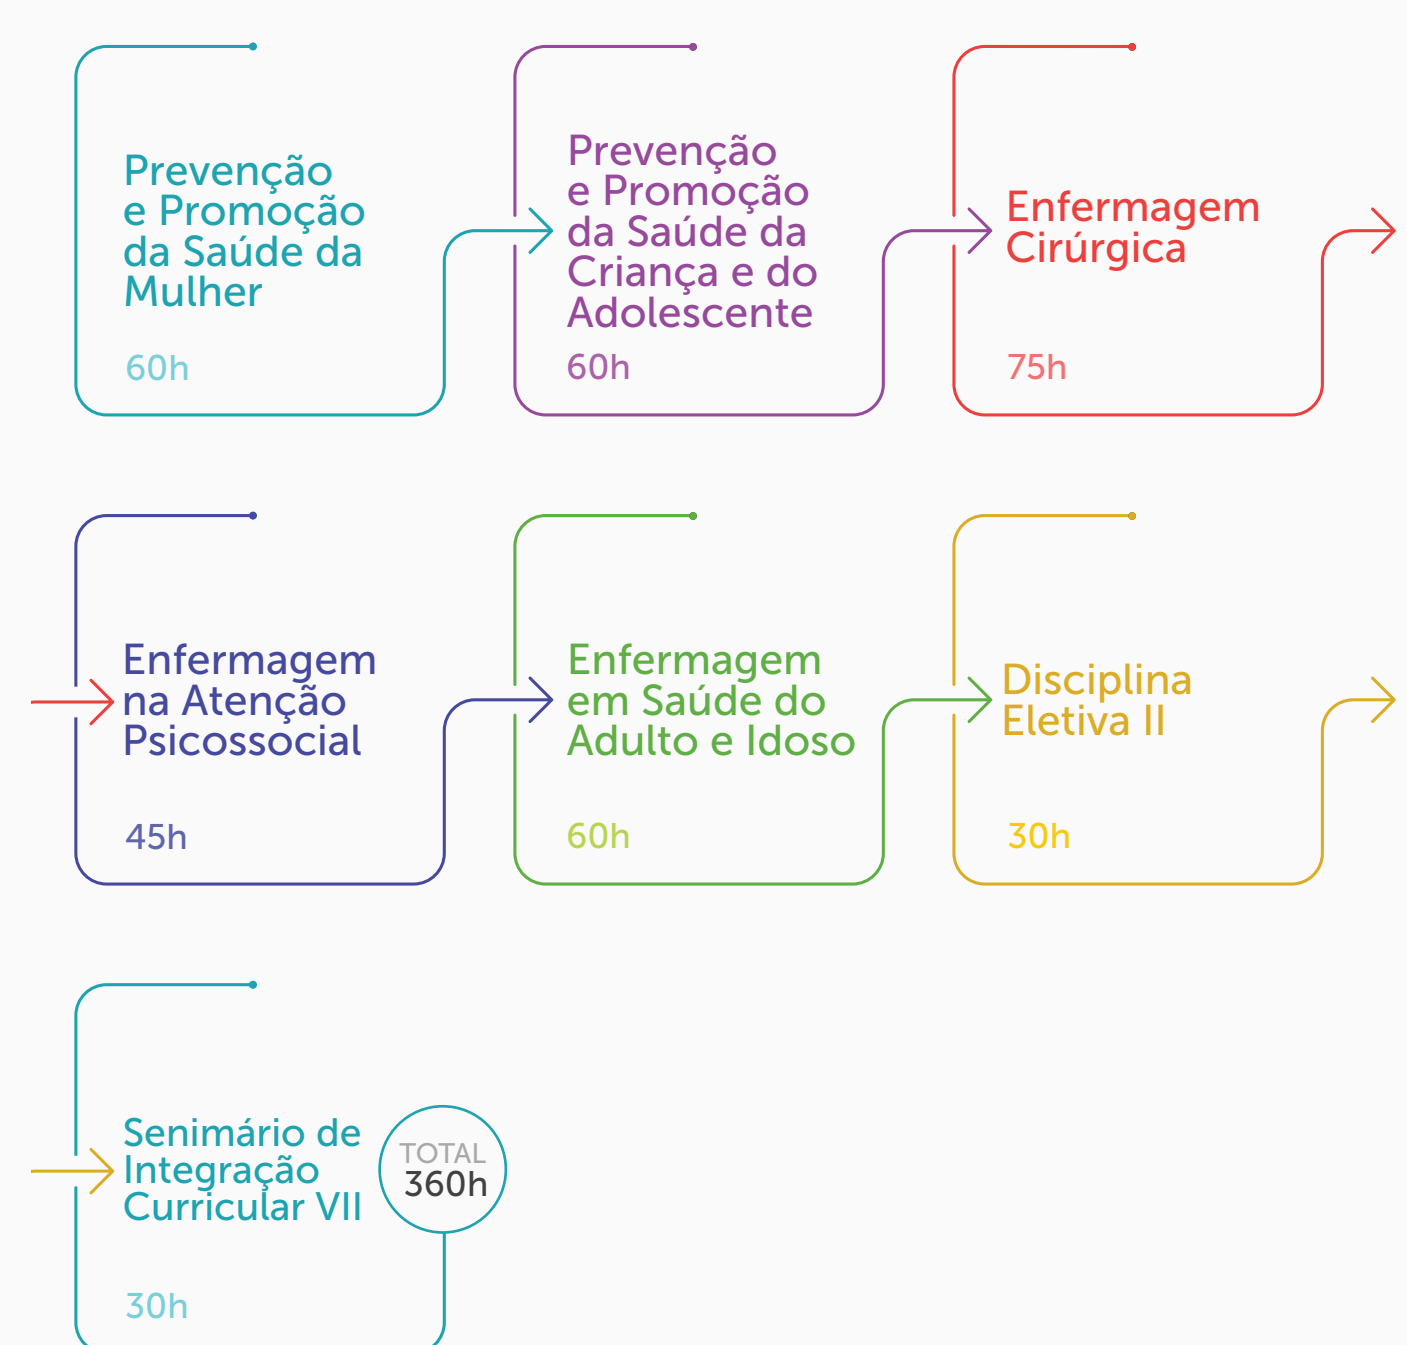 Prevenção
e Promoção
da Saúde da
Mulher
60h
Prevenção
e Promoção
da Saúde da
Criança e do
Adolescente
60h
Enfermagem
Cirúrgica
75h
Enfermagem
na Atenção
Psicossocial
45h
Enfermagem
em Saúde do
Adulto e Idoso
60h
Disciplina
Eletiva II
30h
Senimário de
Integração
Curricular VII
30h
TOTAL
360h